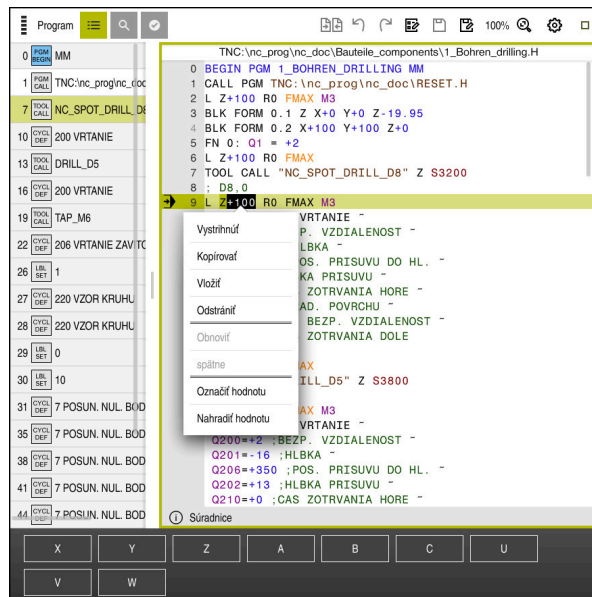 Program
100%
0 PGM BEGIN MM
1 PGM CALL TNC:\nc_prog\nc_doc
7 TOOL CALL NC_SPOT_DRILL_D8
10 CYCL DEF 200 VRTANIE
13 TOOL CALL DRILL_D5
16 CYCL DEF 200 VRTANIE
19 TOOL CALL TAP_M6
22 CYCL DEF 206 VRTANIE ZAVITO
26 LBL SET 1
27 CYCL DEF 220 VZOR KRUHU
28 CYCL DEF 220 VZOR KRUHU
29 LBL SET 0
30 LBL SET 10
31 CYCL DEF 7 POSUN. NUL. BOD
35 CYCL DEF 7 POSUN. NUL. BOD
38 CYCL DEF 7 POSUN. NUL. BOD
41 CYCL DEF 7 POSUN. NUL. BOD
44 CYCL DEF 7 POSUN. NUL. BOD
TNC:\nc_prog\nc_doc\Bauteile_components\1_Bohren_drilling.H
0 BEGIN PGM 1_BOHREN_DRILLING MM
1 CALL PGM TNC:\nc_prog\nc_doc\RESET.H
2 L Z+100 R0 FMAX M3
3 BLK FORM 0.1 Z X+0 Y+0 Z-19.95
4 BLK FORM 0.2 X+100 Y+100 Z+0
5 FN 0: Q1 = +2
6 L Z+100 R0 FMAX
7 TOOL CALL "NC_SPOT_DRILL_D8" Z S3200
8 ; D8,0
9 L Z+100 R0 FMAX M3
VRTANIE ~
P. VZDIALENOST ~
LBKA ~
OS. PRISUVU DO HL. ~
KA PRISUVU ~
ZOTRVANIA HORE ~
AD. POVRCHU ~
BEZP. VZDIALENOST ~
ZOTRVANIA DOLE
AX
ILL_D5" Z S3800
AX M3
VRTANIE ~
Q200=+2 ;BEZP. VZDIALENOST ~
Q201=-16 ;HLBKA ~
Q206=+350 ;POS. PRISUVU DO HL. ~
Q202=+13 ;HLBKA PRISUVU ~
Q210=+0 ;CAS ZOTRVANIA HORE ~
Vystrihnúť
Kopírovať
Vložiť
Odstrániť
Obnoviť
spätne
Označiť hodnotu
Nahradiť hodnotu
Súradnice
X Y Z A B C U
V W